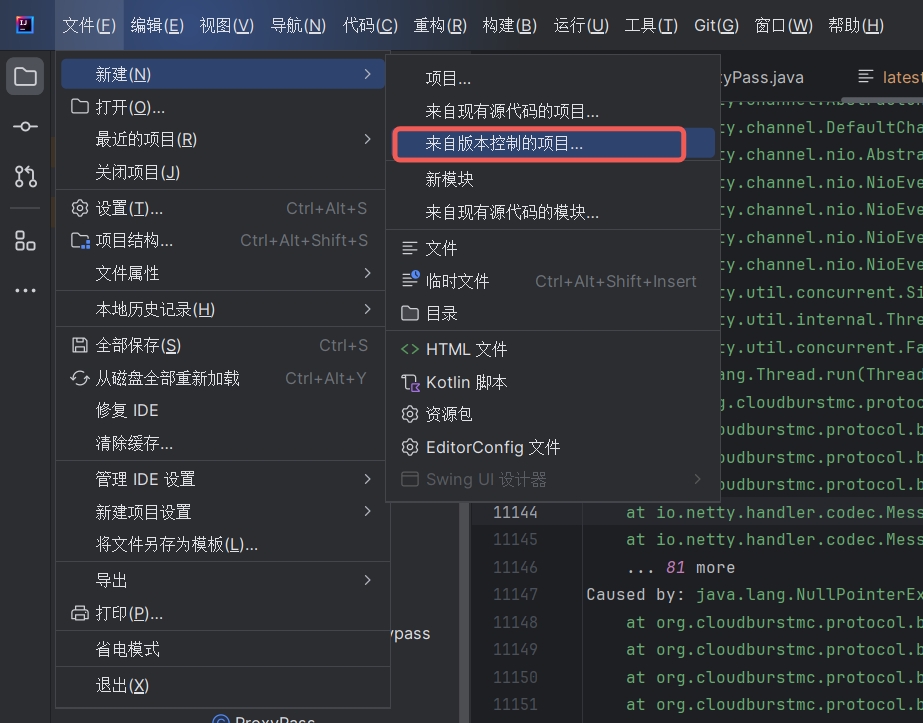 文件(F) 编辑(E) 视图(V) 导航(N) 代码(C) 重构(R) 构建(B) 运行(U) 工具(T) Git(G) 窗口(W) 帮助(H)
新建(N)
打开(O)...
最近的项目(R)
关闭项目(J)
设置(T)... Ctrl+Alt+S
项目结构... Ctrl+Alt+Shift+S
文件属性
本地历史记录(H)
全部保存(S) Ctrl+S
从磁盘全部重新加载 Ctrl+Alt+Y
修复 IDE
清除缓存...
管理 IDE 设置
新建项目设置
将文件另存为模板(L)...
导出
打印(P)...
省电模式
退出(X)
项目...
来自现有源代码的项目...
来自版本控制的项目...
新模块
来自现有源代码的模块...
文件
临时文件 Ctrl+Alt+Shift+Insert
目录
HTML 文件
Kotlin 脚本
资源包
EditorConfig 文件
Swing UI 设计器
yPass.java latest
ty.channel.DefaultCha
ty.channel.nio.Abstra
ty.channel.nio.NioEve
ty.channel.nio.NioEve
ty.channel.nio.NioEve
ty.channel.nio.NioEve
ty.util.concurrent.Si
ty.util.internal.Thre
ty.util.concurrent.Fa
ang.Thread.run(Thread
g.cloudburstmc.protoc
oudburstmc.protocol.b
oudburstmc.protocol.b
oudburstmc.protocol.b
11144 at io.netty.handler.codec.Mess
11145 at io.netty.handler.codec.Mess
11146 ... 81 more
11147 Caused by: java.lang.NullPointerEx
11148 at org.cloudburstmc.protocol.b
11149 at org.cloudburstmc.protocol.b
11150 at org.cloudburstmc.protocol.b
11151 at org.cloudburstmc.protocol.b
ypass
ProxyPass